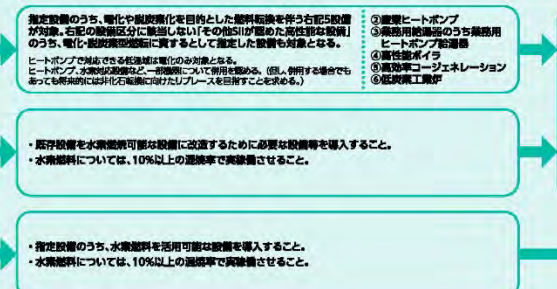 指定設備のうち、電化や脱炭素化を目的とした燃料転換を伴う右記5設備
が対象。右記の設備区分に該当しない「その他SIIが認めた高性能な設備」
のうち、電化・脱炭素型燃転に資するとして指定した設備も対象となる。
ヒートポンプで対応できる低温域は電化のみ対象となる。
ヒートポンプ、水素対応設備など、一部設備について併用を認める。(但し、併用する場合でも
あっても将来的には非化石転換に向けたリプレースを目指すことを求める。)
②産業ヒートポンプ
③業務用給湯器のうち業務用
ヒートポンプ給湯器
④高性能ボイラ
⑤高効率コージェネレーション
⑥低炭素工業炉
・既存設備を水素燃焼可能な設備に改造するために必要な設備等を導入すること。
・水素燃料については、10%以上の混焼率で実稼働させること。
・指定設備のうち、水素燃料を活用可能な設備を導入すること。
・水素燃料については、10%以上の混焼率で実稼働させること。